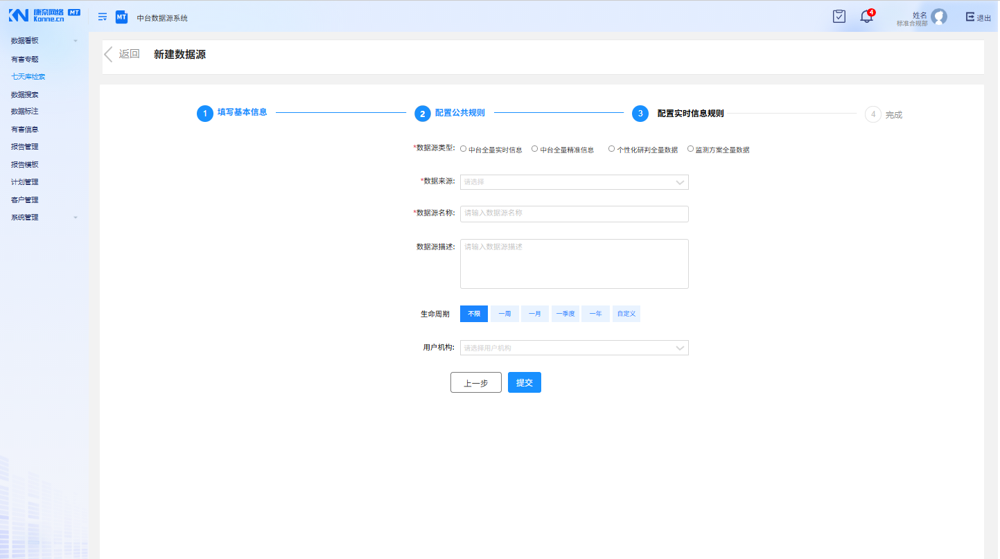 康奈网络 MT
Konne.cn
MT
中台数据源系统
4
姓名
标准合规部
退出
数据看板
有害专题
七天库检索
数据搜索
数据标注
有害信息
报告管理
报告模板
计划管理
客户管理
系统管理
返回 新建数据源
1 填写基本信息 2 配置公共规则 3 配置实时信息规则 4 完成
*数据源类型: 中台全量实时信息 中台全量精准信息 个性化研判全量数据 监测方案全量数据
*数据来源: 请选择
*数据源名称: 请输入数据源名称
数据源描述: 请输入数据源描述
生命周期 不限 一周 一月 一季度 一年 自定义
用户机构: 请选择用户机构
上一步 提交